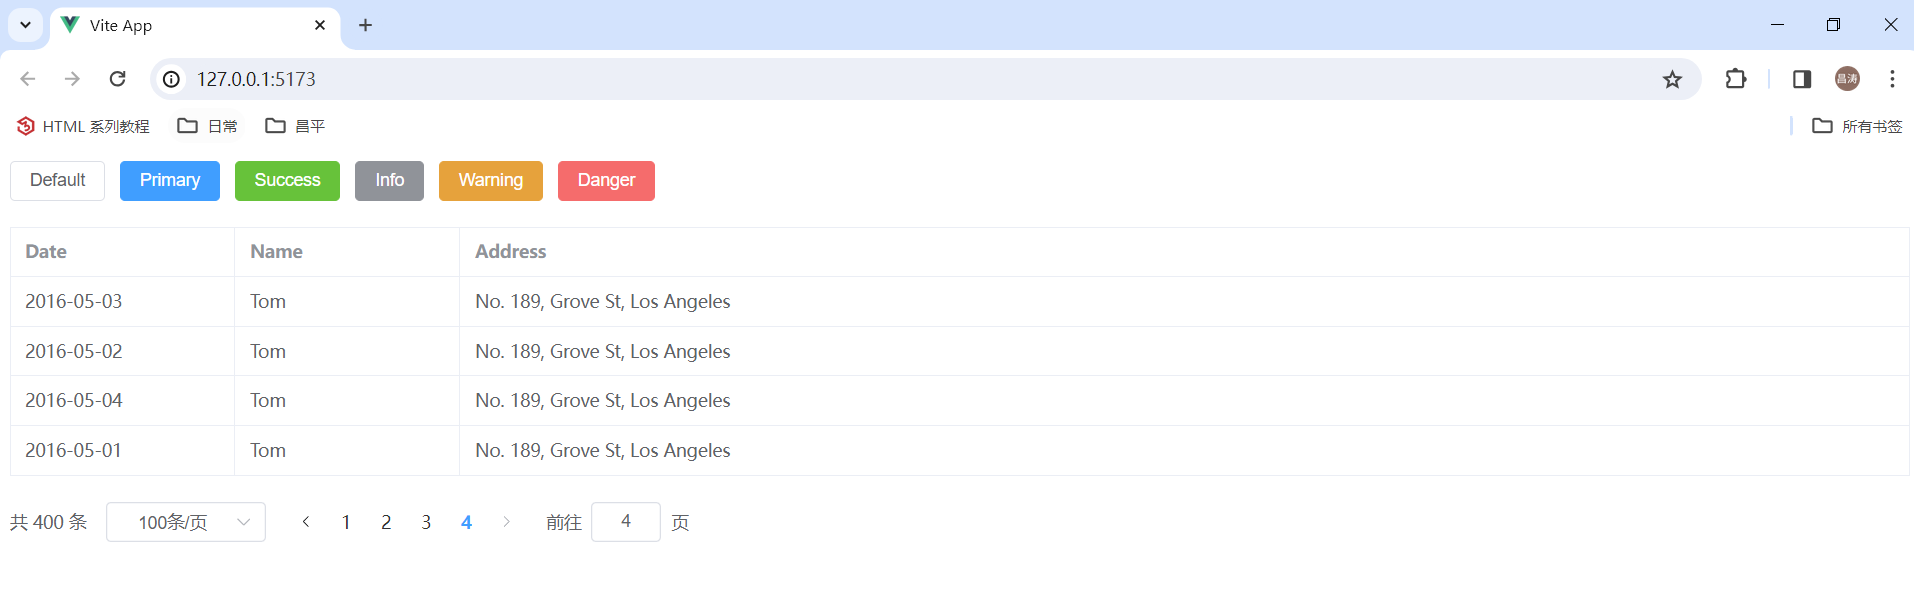 Vite App
127.0.0.1:5173
昌涛
HTML 系列教程 日常 昌平 所有书签
Default Primary Success Info Warning Danger
Date Name Address
2016-05-03 Tom No. 189, Grove St, Los Angeles
2016-05-02 Tom No. 189, Grove St, Los Angeles
2016-05-04 Tom No. 189, Grove St, Los Angeles
2016-05-01 Tom No. 189, Grove St, Los Angeles
共 400 条 100条/页 1 2 3 4 前往 4 页